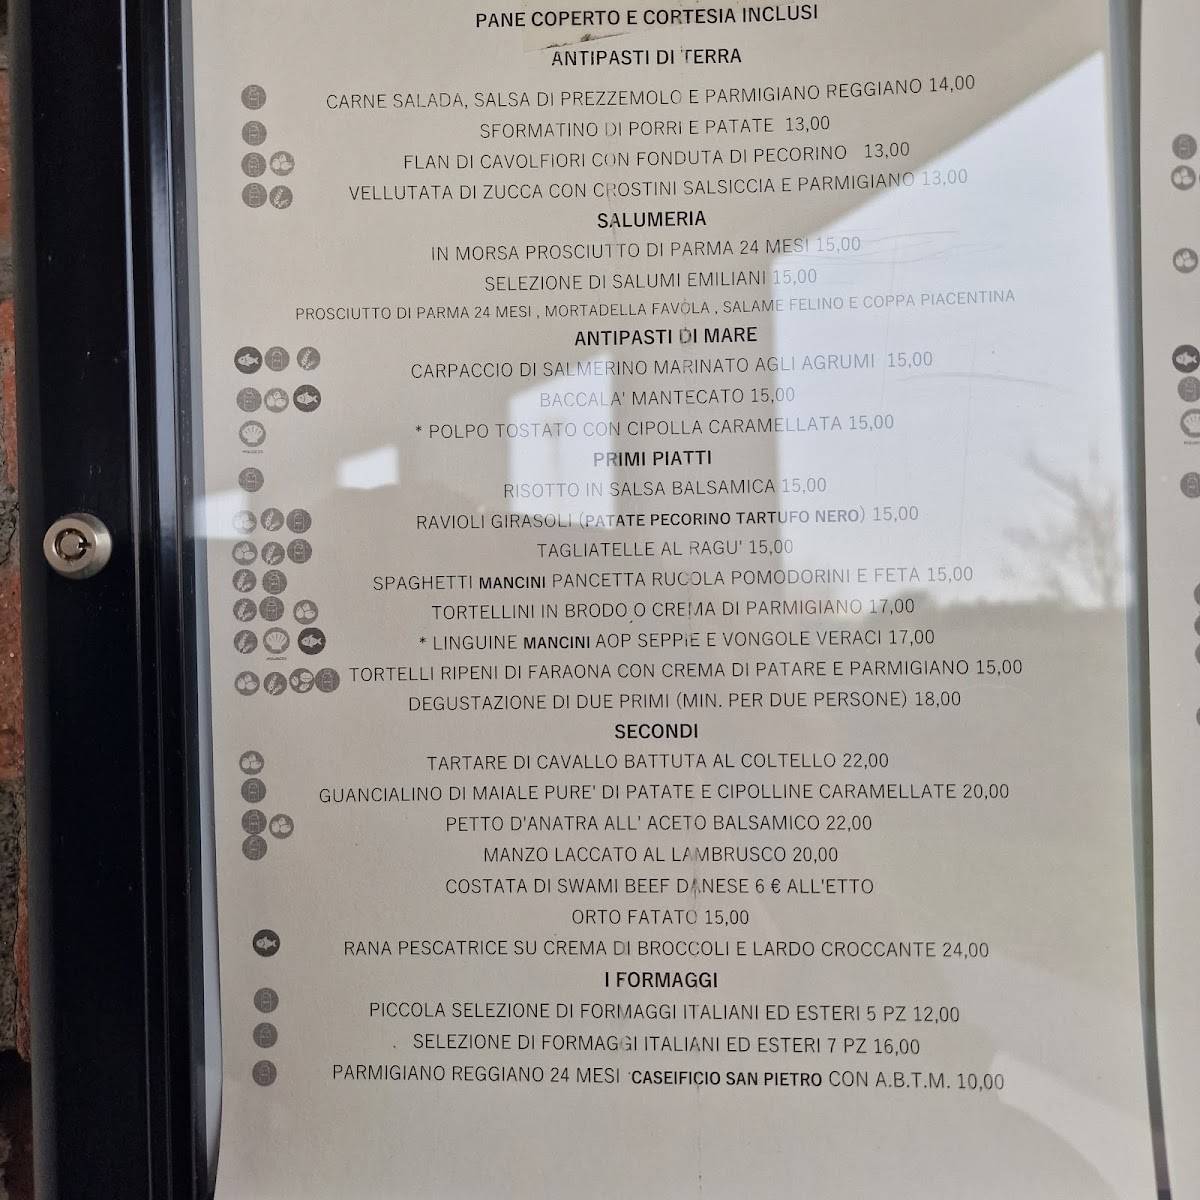 PANE COPERTO E CORTESIA INCLUSI
ANTIPASTI DI TERRA
CARNE SALADA, SALSA DI PREZZEMOLO E PARMIGIANO REGGIANO 14,00
SFORMATINO DI PORRI E PATATE 13,00
FLAN DI CAVOLFIORI CON FONDUTA DI PECORINO 13,00
VELLUTATA DI ZUCCA CON CROSTINI SALSICCIA E PARMIGIANO 13,00
SALUMERIA
IN MORSA PROSCIUTTO DI PARMA 24 MESI 15,00
SELEZIONE DI SALUMI EMILIANI 15,00
PROSCIUTTO DI PARMA 24 MESI , MORTADELLA FAVOLA , SALAME FELINO E COPPA PIACENTINA
ANTIPASTI DI MARE
CARPACCIO DI SALMERINO MARINATO AGLI AGRUMI 15,00
BACCALA' MANTECATO 15,00
* POLPO TOSTATO CON CIPOLLA CARAMELLATA 15,00
PRIMI PIATTI
RISOTTO IN SALSA BALSAMICA 15,00
RAVIOLI GIRASOLI (PATATE PECORINO TARTUFO NERO) 15,00
TAGLIATELLE AL RAGU' 15,00
SPAGHETTI MANCINI PANCETTA RUCOLA POMODORINI E FETA 15,00
TORTELLINI IN BRODO O CREMA DI PARMIGIANO 17,00
* LINGUINE MANCINI AOP SEPPIE E VONGOLE VERACI 17,00
TORTELLI RIPENI DI FARAONA CON CREMA DI PATARE E PARMIGIANO 15,00
DEGUSTAZIONE DI DUE PRIMI (MIN. PER DUE PERSONE) 18,00
SECONDI
TARTARE DI CAVALLO BATTUTA AL COLTELLO 22,00
GUANCIALINO DI MAIALE PURE' DI PATATE E CIPOLLINE CARAMELLATE 20,00
PETTO D'ANATRA ALL' ACETO BALSAMICO 22,00
MANZO LACCATO AL LAMBRUSCO 20,00
COSTATA DI SWAMI BEEF DANESE 6 € ALL'ETTO
ORTO FATATO 15,00
RANA PESCATRICE SU CREMA DI BROCCOLI E LARDO CROCCANTE 24,00
I FORMAGGI
PICCOLA SELEZIONE DI FORMAGGI ITALIANI ED ESTERI 5 PZ 12,00
SELEZIONE DI FORMAGGI ITALIANI ED ESTERI 7 PZ 16,00
PARMIGIANO REGGIANO 24 MESI CASEIFICIO SAN PIETRO CON A.B.T.M. 10,00